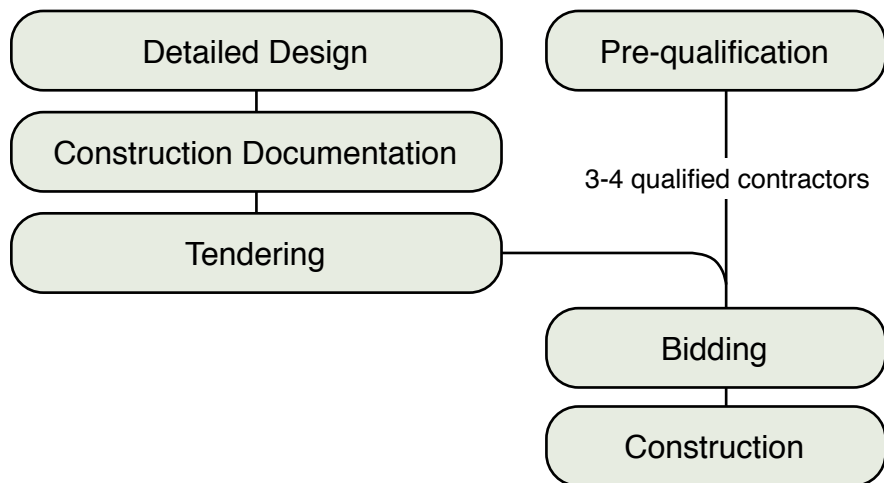 Detailed Design
Pre-qualification
Construction Documentation
3-4 qualified contractors
Tendering
Bidding
Construction